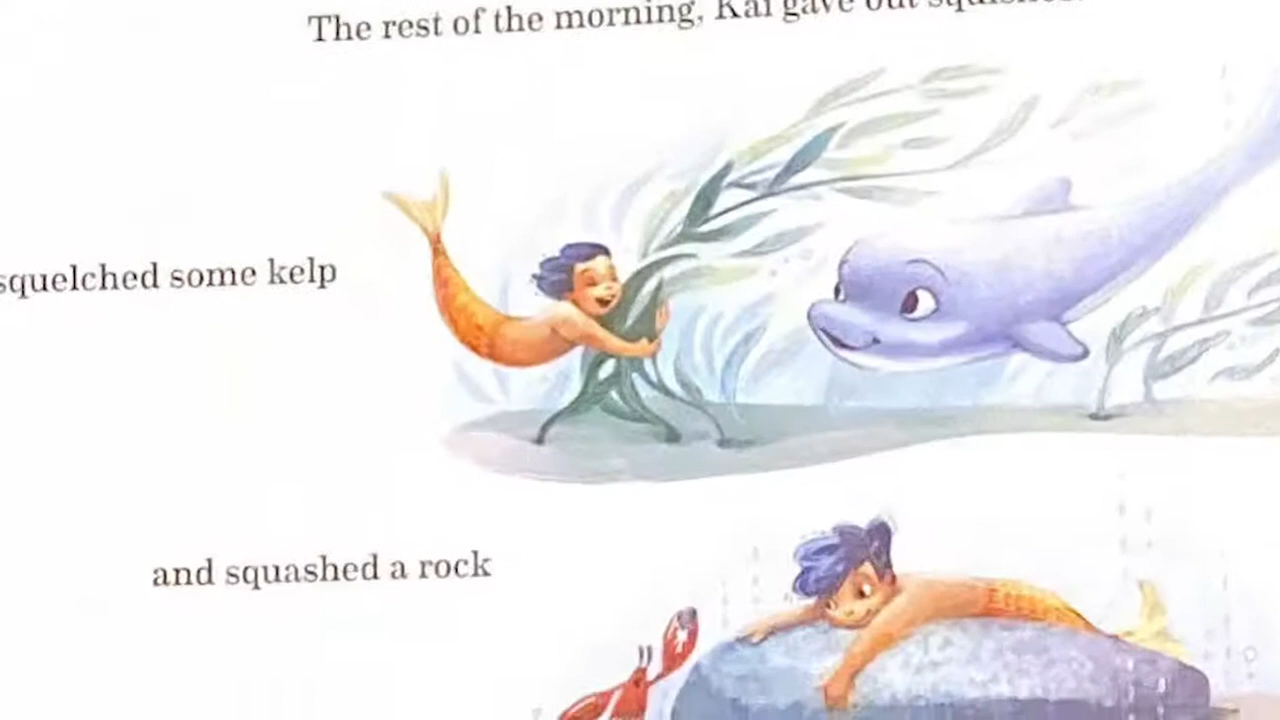 The rest of the morning, Kai gave out
squelched some kelp
and squashed a rock